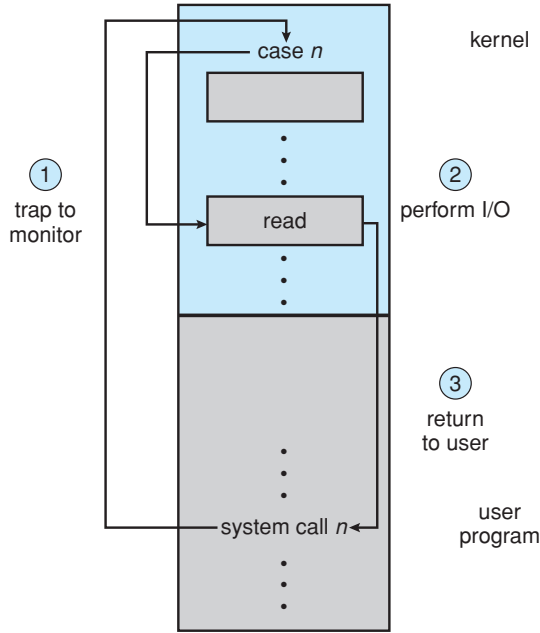 kernel
case n
1
trap to
monitor
2
perform I/O
read
3
return
to user
system call n
user
program